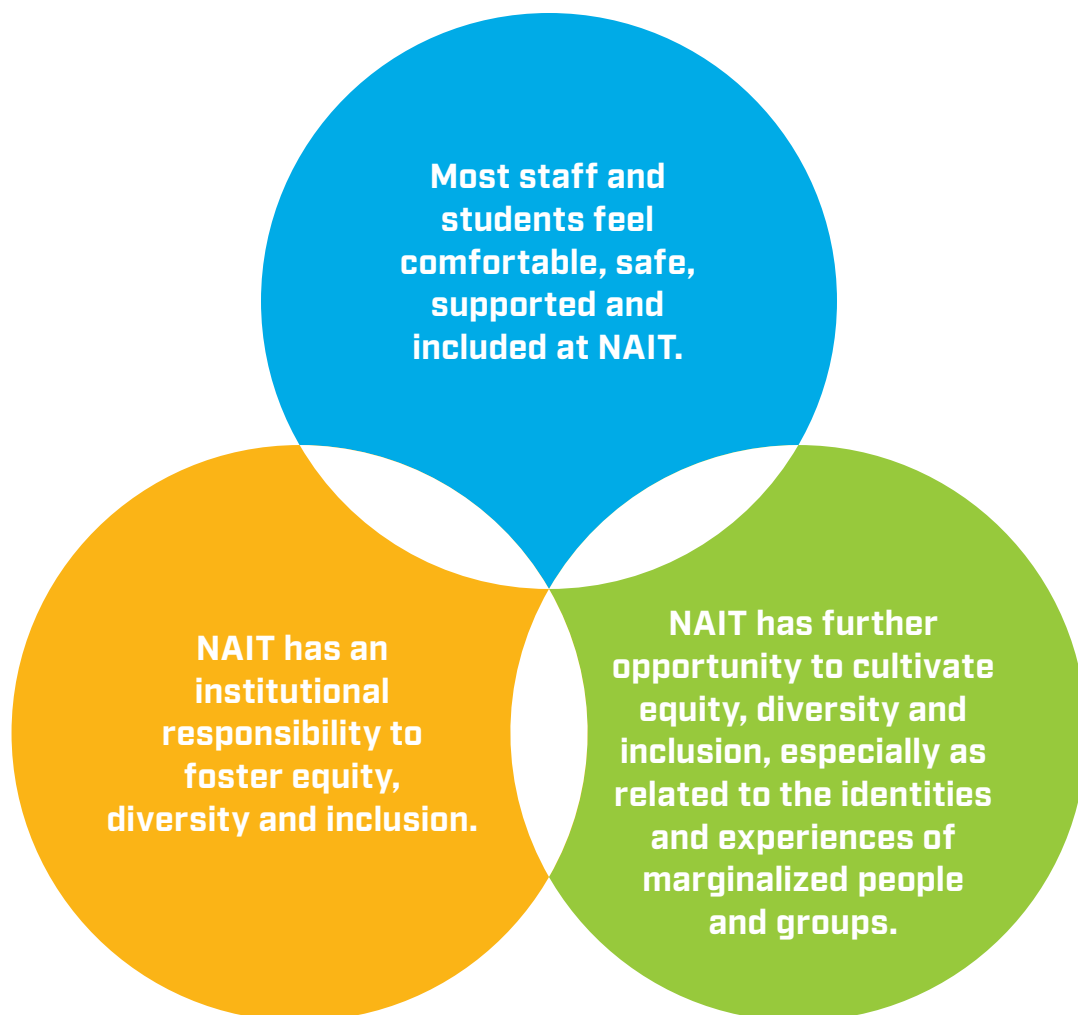 Most staff and
students feel
comfortable, safe,
supported and
included at NAIT.
NAIT has an
institutional
responsibility to
foster equity,
diversity and inclusion.
NAIT has further
opportunity to cultivate
equity, diversity and
inclusion, especially as
related to the identities
and experiences of
marginalized people
and groups.